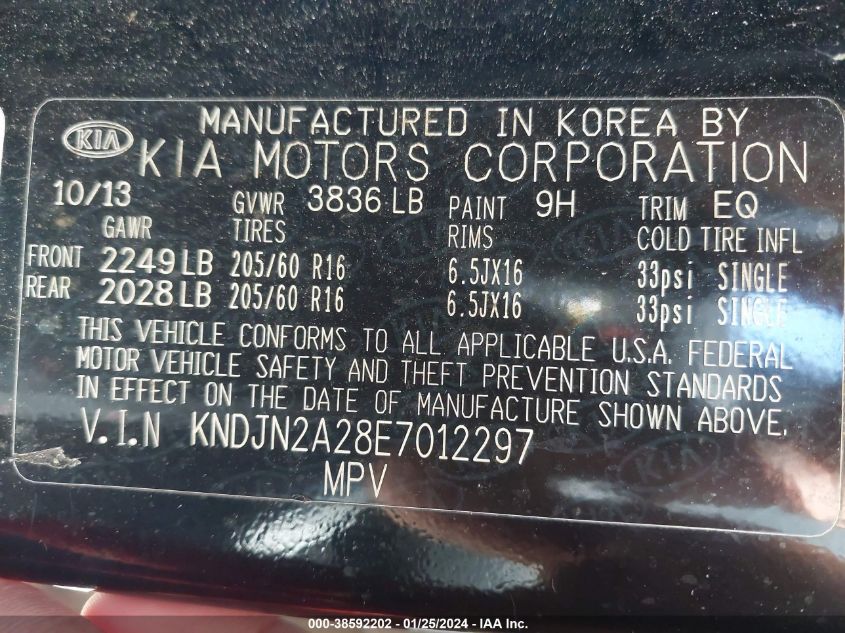 KIA
MANUFACTURED IN KOREA BY
KIA MOTORS CORPORATION
10/13 GVWR 3836 LB PAINT 9H TRIM EQ
GAWR TIRES RIMS COLD TIRE INFL
FRONT 2249 LB 205/60 R16 6.5JX16 33psi SINGLE
REAR 2028 LB 205/60 R16 6.5JX16 33psi SINGLE
THIS VEHICLE CONFORMS TO ALL APPLICABLE U.S.A. FEDERAL
MOTOR VEHICLE SAFETY AND THEFT PREVENTION STANDARDS
IN EFFECT ON THE DATE OF MANUFACTURE SHOWN ABOVE.
V.I.N KNDJN2A28E7012297
MPV
000-38592202 - 01/25/2024 - IAA Inc.